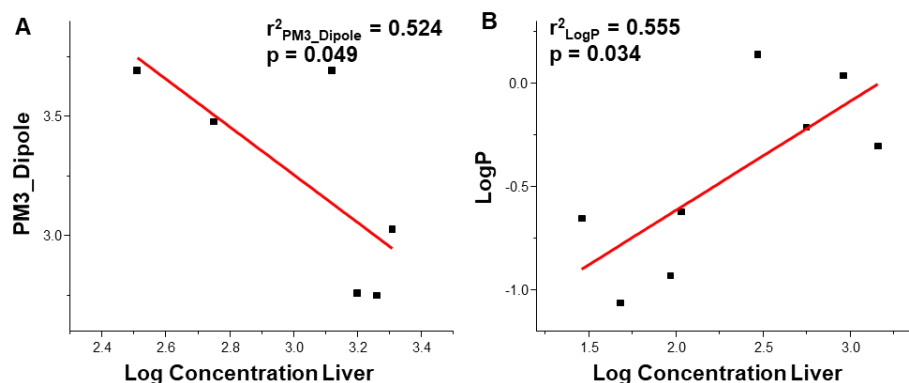 A
r²PM3_Dipole = 0.524
p = 0.049
PM3_Dipole
3.5
3.0
2.4
2.6
2.8
3.0
3.2
3.4
Log Concentration Liver
B
r²LogP = 0.555
p = 0.034
LogP
0.0
-0.5
-1.0
1.5
2.0
2.5
3.0
Log Concentration Liver